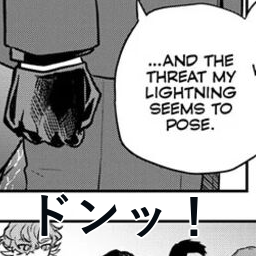 ...AND THE
THREAT MY
LIGHTNING
SEEMS TO
POSE.
ドンッ！